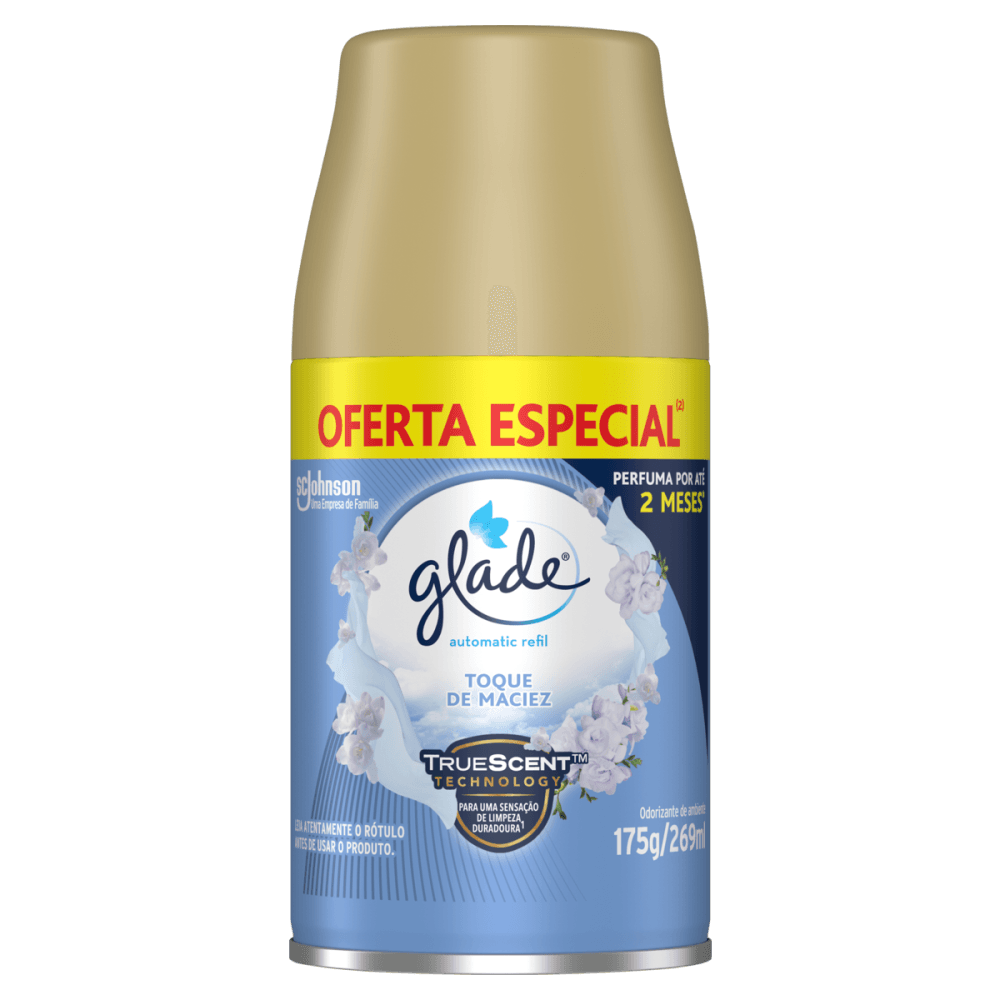 OFERTA ESPECIAL(2)
scJohnson
Uma Empresa de Família
PERFUMA POR ATÉ
2 MESES*
glade®
automatic refil
TOQUE
DE MACIEZ
TRUESCENT™
TECHNOLOGY
PARA UMA SENSAÇÃO
DE LIMPEZA
DURADOURA¹
LEIA ATENTAMENTE O RÓTULO
ANTES DE USAR O PRODUTO.
Odorizante de ambiente
175g/269ml